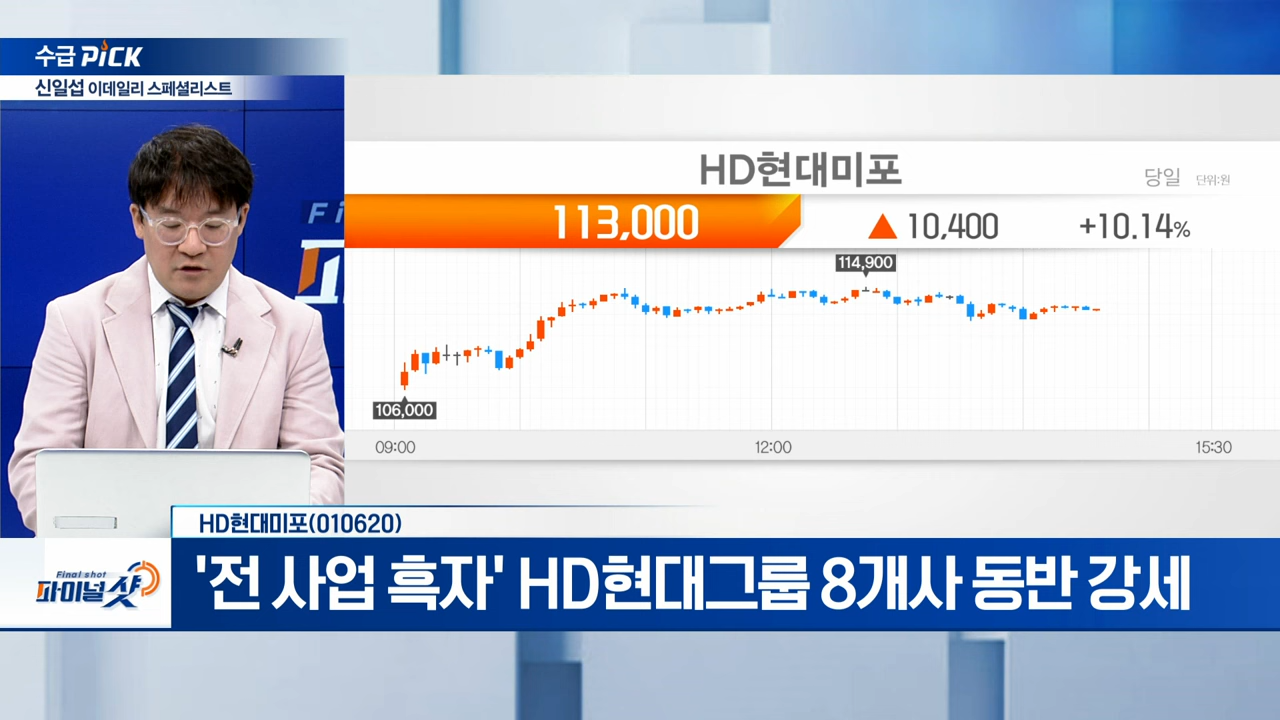 수급 PiCK
신일섭 이데일리 스페셜리스트
Fi
HD현대미포
당일 단위:원
113,000 ▲ 10,400 +10.14%
114,900
106,000
09:00 12:00 15:30
HD현대미포(010620)
Final shot
파이널샷
'전 사업 흑자' HD현대그룹 8개사 동반 강세